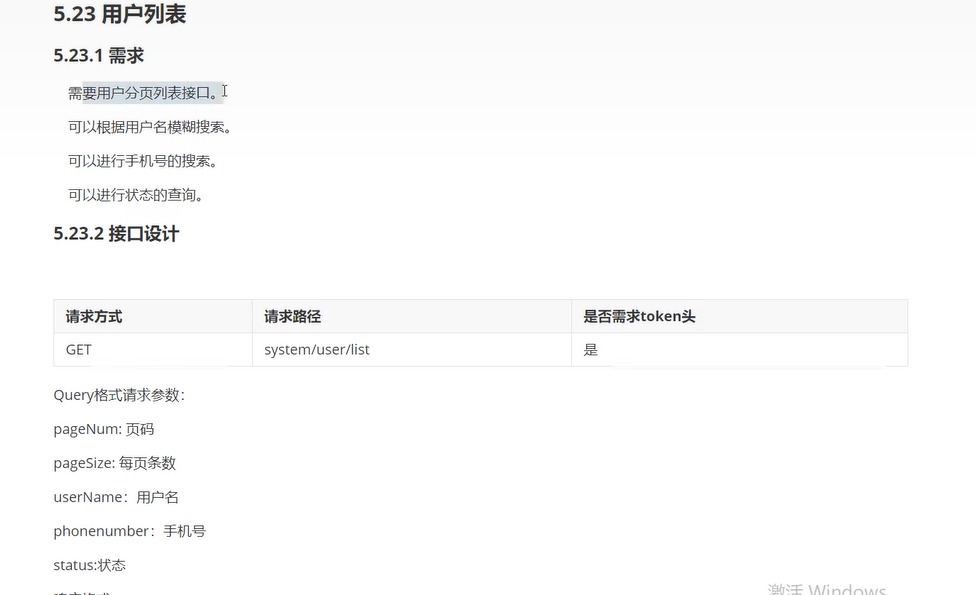 5.23 用户列表
5.23.1 需求
需要用户分页列表接口。
可以根据用户名模糊搜索。
可以进行手机号的搜索。
可以进行状态的查询。
5.23.2 接口设计
请求方式 请求路径 是否需求token头
GET system/user/list 是
Query格式请求参数：
pageNum: 页码
pageSize: 每页条数
userName：用户名
phonenumber：手机号
status:状态
激活 Windows